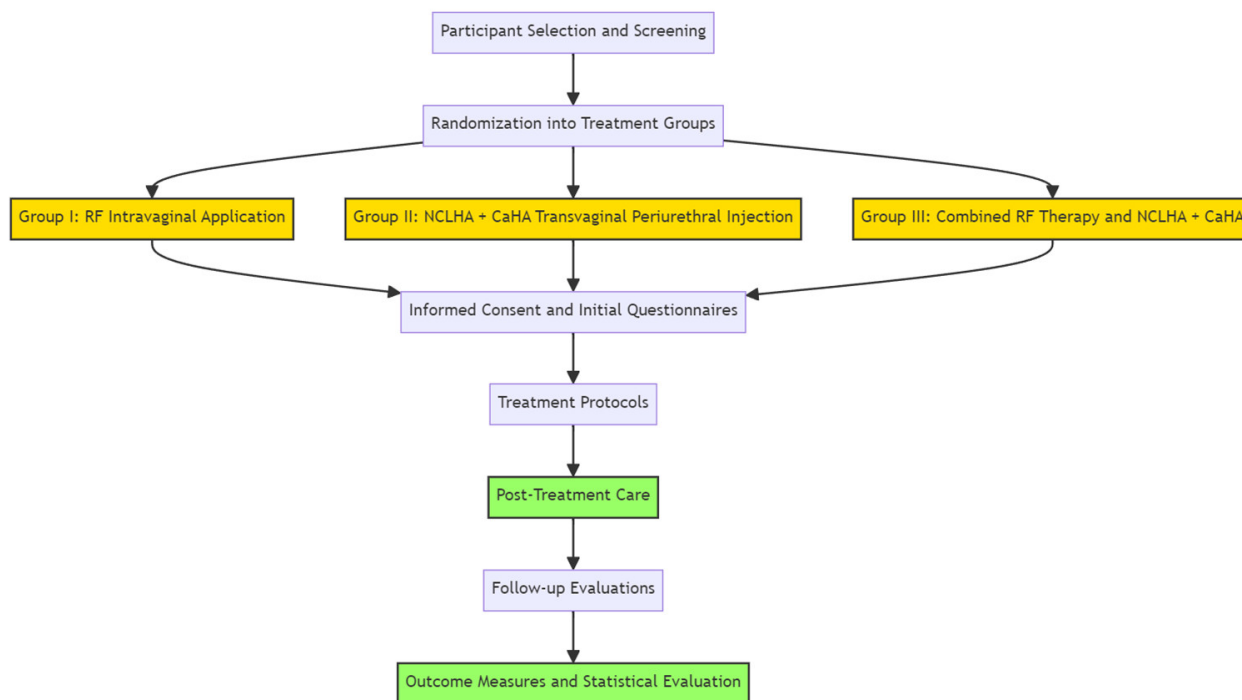 Participant Selection and Screening
Randomization into Treatment Groups
Group I: RF Intravaginal Application
Group II: NCLHA + CaHA Transvaginal Periurethral Injection
Group III: Combined RF Therapy and NCLHA + CaHA
Informed Consent and Initial Questionnaires
Treatment Protocols
Post-Treatment Care
Follow-up Evaluations
Outcome Measures and Statistical Evaluation